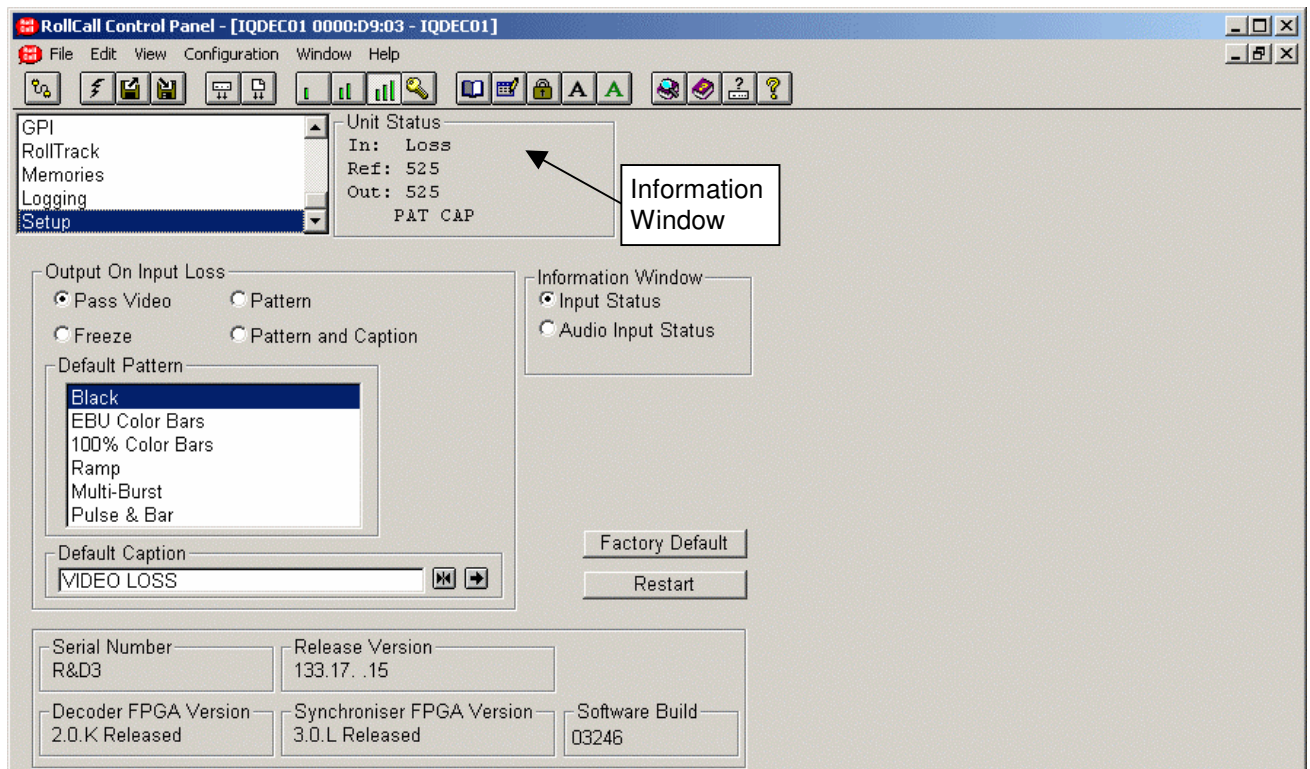 RollCall Control Panel - [IQDEC01 0000:D9:03 - IQDEC01]
File Edit View Configuration Window Help
GPI
RollTrack
Memories
Logging
Setup
Unit Status
In: Loss
Ref: 525
Out: 525
PAT CAP
Information
Window
Output On Input Loss
Pass Video Pattern
Freeze Pattern and Caption
Default Pattern
Black
EBU Color Bars
100% Color Bars
Ramp
Multi-Burst
Pulse & Bar
Default Caption
VIDEO LOSS
Information Window
Input Status
Audio Input Status
Factory Default
Restart
Serial Number
R&D3
Release Version
133.17. .15
Decoder FPGA Version
2.0.K Released
Synchroniser FPGA Version
3.0.L Released
Software Build
03246